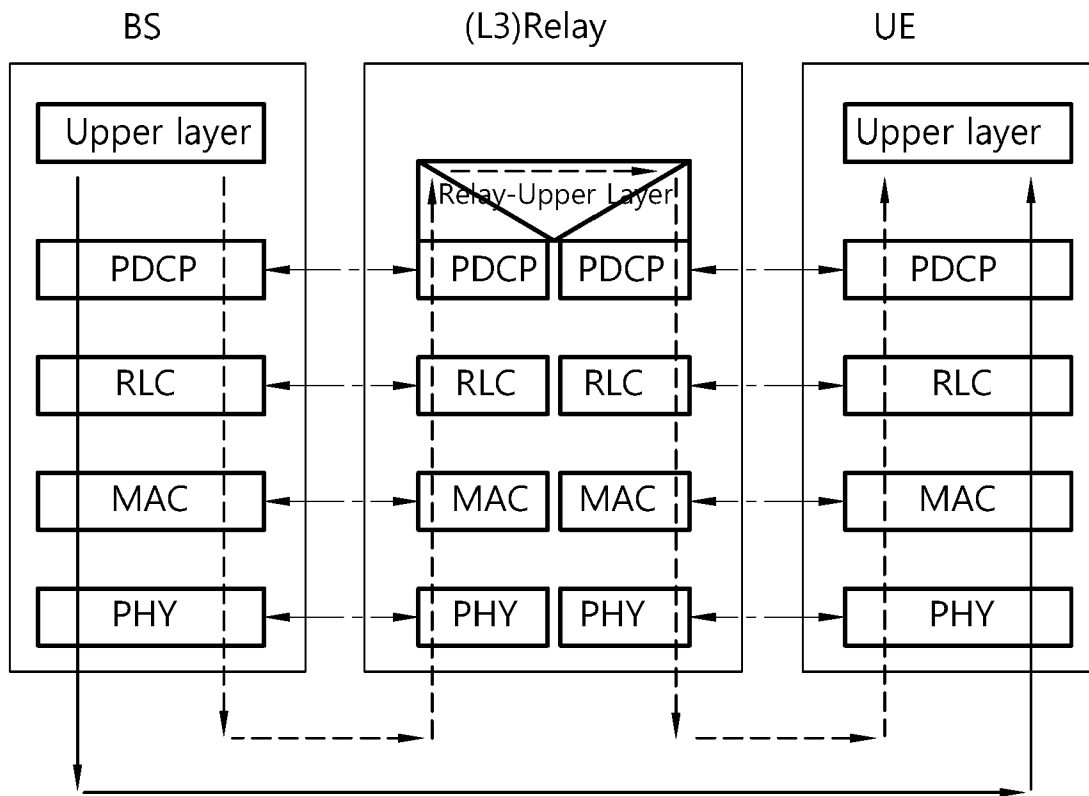 BS (L3)Relay UE
Upper layer Upper layer
Relay-Upper Layer
PDCP PDCP PDCP PDCP
RLC RLC RLC RLC
MAC MAC MAC MAC
PHY PHY PHY PHY